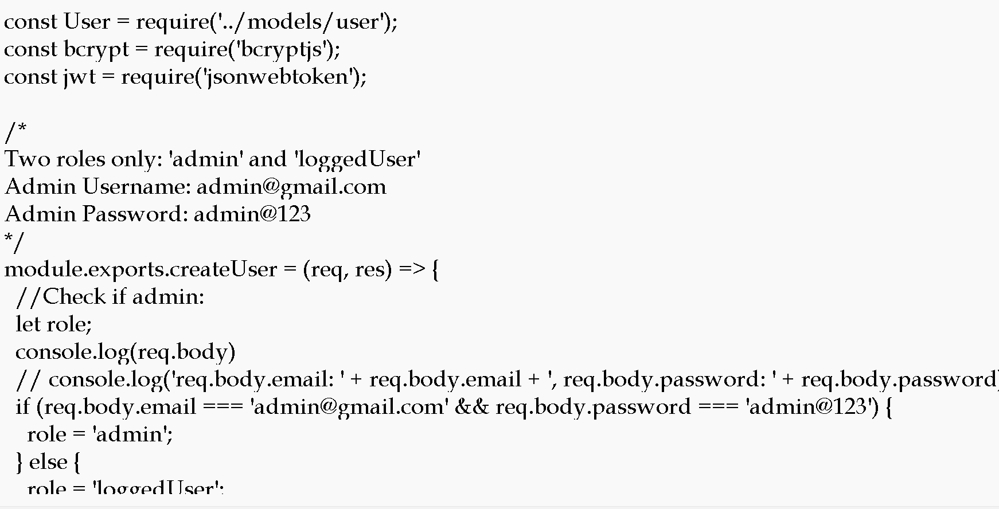 const User = require('../models/user');
const bcrypt = require('bcryptjs');
const jwt = require('jsonwebtoken');
/*
Two roles only: 'admin' and 'loggedUser'
Admin Username: admin@gmail.com
Admin Password: admin@123
*/
module.exports.createUser = (req, res) => {
//Check if admin:
let role;
console.log(req.body)
// console.log('req.body.email: ' + req.body.email + ', req.body.password: ' + req.body.password)
if (req.body.email === 'admin@gmail.com' && req.body.password === 'admin@123') {
role = 'admin';
} else {
role = 'loggedUser';